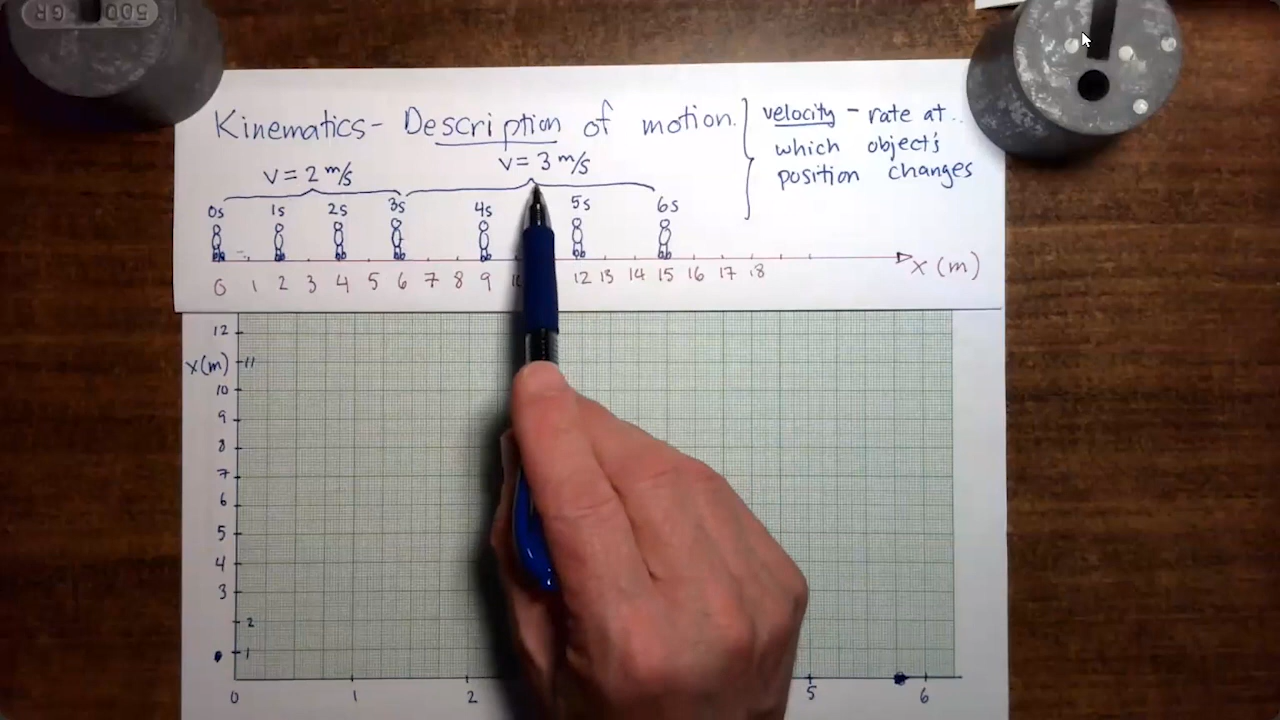 500
GR
Kinematics- Description of motion.
velocity - rate at..
which object's
position changes
v = 2 m/s
v = 3 m/s
0s 1s 2s 3s 4s 5s 6s
0 1 2 3 4 5 6 7 8 9 12 13 14 15 16 17 18
x (m)
12
x(m) 11
10
9
8
7
6
5
4
3
2
1
0 1 2 5 6